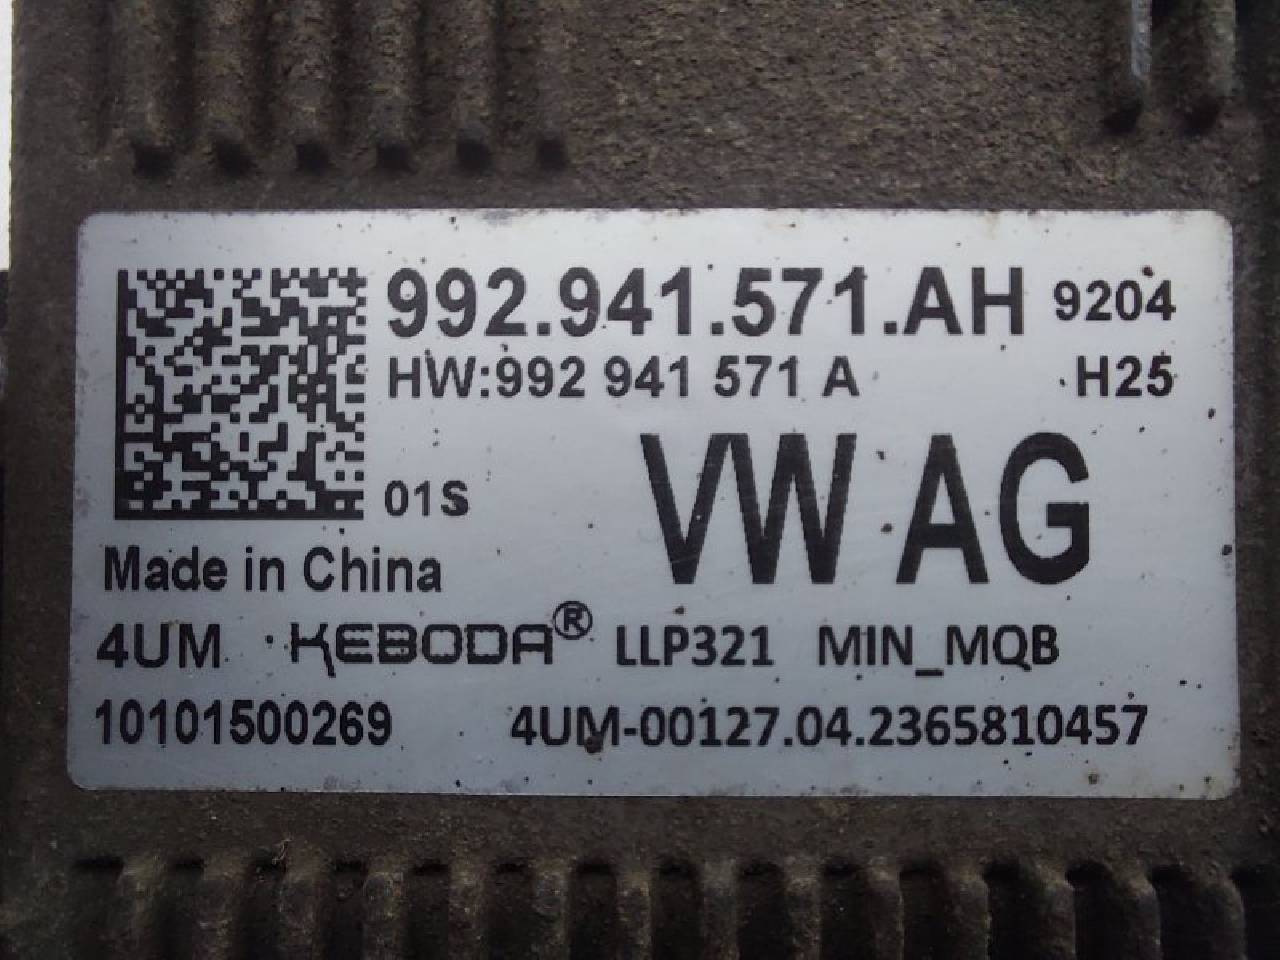 992.941.571.AH 9204
HW:992 941 571 A H25
VW AG
01S
Made in China
4UM KEBODA® LLP321 MIN_MQB
10101500269 4UM-00127.04.2365810457